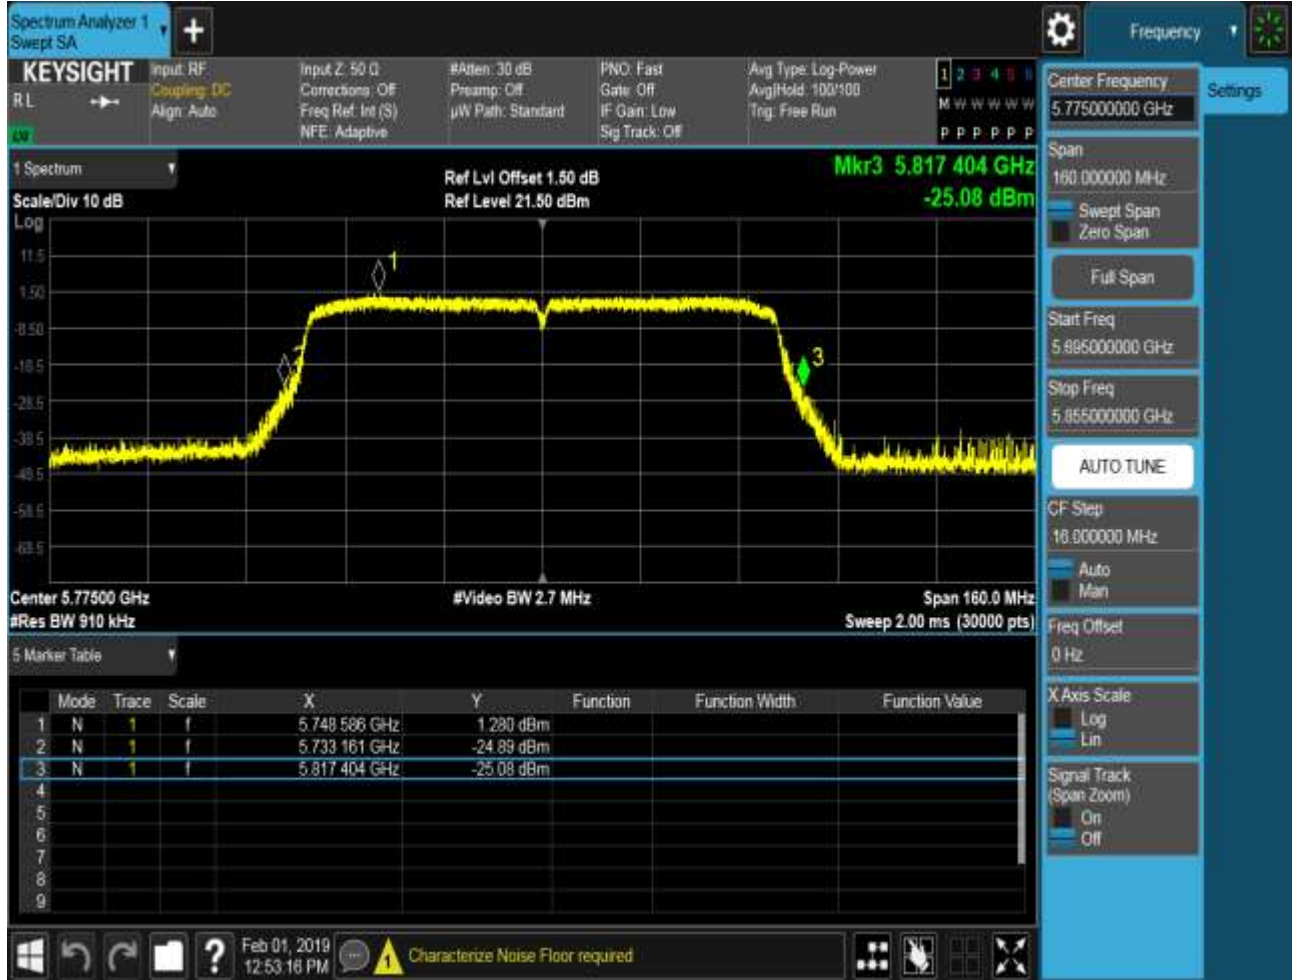 Spectrum Analyzer 1
Swept SA
+
Frequency
KEYSIGHT
RL
Input: RF
Coupling: DC
Align: Auto
Input Z: 50 Ω
Corrections: Off
Freq Ref: Int (S)
NFE: Adaptive
#Atten: 30 dB
Preamp: Off
µW Path: Standard
PNO: Fast
Gate: Off
IF Gain: Low
Sig Track: Off
Avg Type: Log-Power
Avg|Hold: 100/100
Trig: Free Run
1 2 3 4 5 6
M W W W W W
P P P P P P
1 Spectrum
Scale/Div 10 dB
Ref Lvl Offset 1.50 dB
Ref Level 21.50 dBm
Mkr3 5.817 404 GHz
-25.08 dBm
Log
11.5
1.50
-8.50
-18.5
-28.5
-38.5
-48.5
-58.5
-68.5
1
2
3
Center 5.77500 GHz
#Video BW 2.7 MHz
Span 160.0 MHz
#Res BW 910 kHz
Sweep 2.00 ms (30000 pts)
5 Marker Table
Mode Trace Scale X Y Function Function Width Function Value
1 N 1 f 5.748 586 GHz 1.280 dBm
2 N 1 f 5.733 161 GHz -24.89 dBm
3 N 1 f 5.817 404 GHz -25.08 dBm
4
5
6
7
8
9
Center Frequency
5.775000000 GHz
Settings
Span
160.000000 MHz
Swept Span
Zero Span
Full Span
Start Freq
5.695000000 GHz
Stop Freq
5.855000000 GHz
AUTO TUNE
CF Step
16.000000 MHz
Auto
Man
Freq Offset
0 Hz
X Axis Scale
Log
Lin
Signal Track
(Span Zoom)
On
Off
?
Feb 01, 2019
12:53:16 PM
1
Characterize Noise Floor required